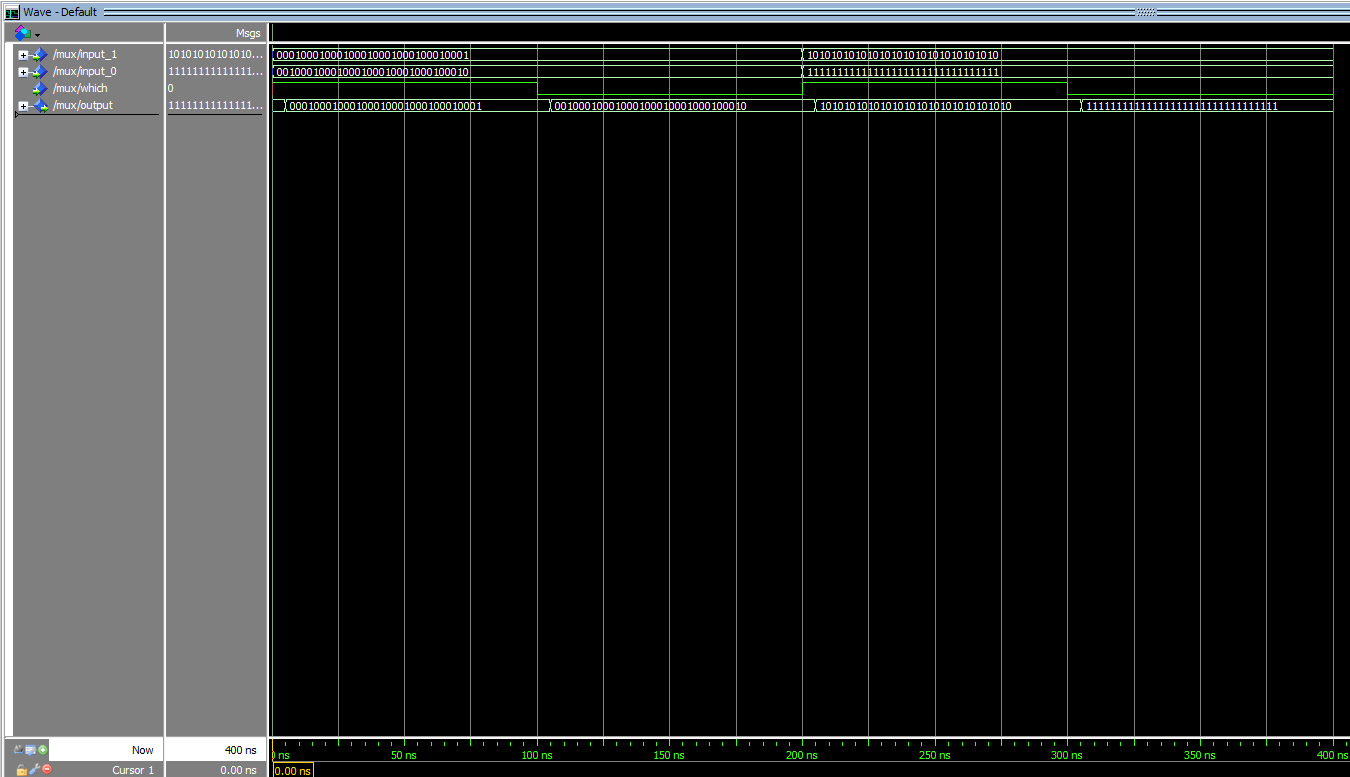 Wave - Default
Msgs
/mux/input_1 10101010101010... 00010001000100010001000100010001 10101010101010101010101010101010
/mux/input_0 11111111111111... 00100010001000100010001000100010 11111111111111111111111111111111
/mux/which 0
/mux/output 11111111111111... 00010001000100010001000100010001 00100010001000100010001000100010 10101010101010101010101010101010 11111111111111111111111111111111
Now 400 ns ns 50 ns 100 ns 150 ns 200 ns 250 ns 300 ns 350 ns 400 ns
Cursor 1 0.00 ns 0.00 ns